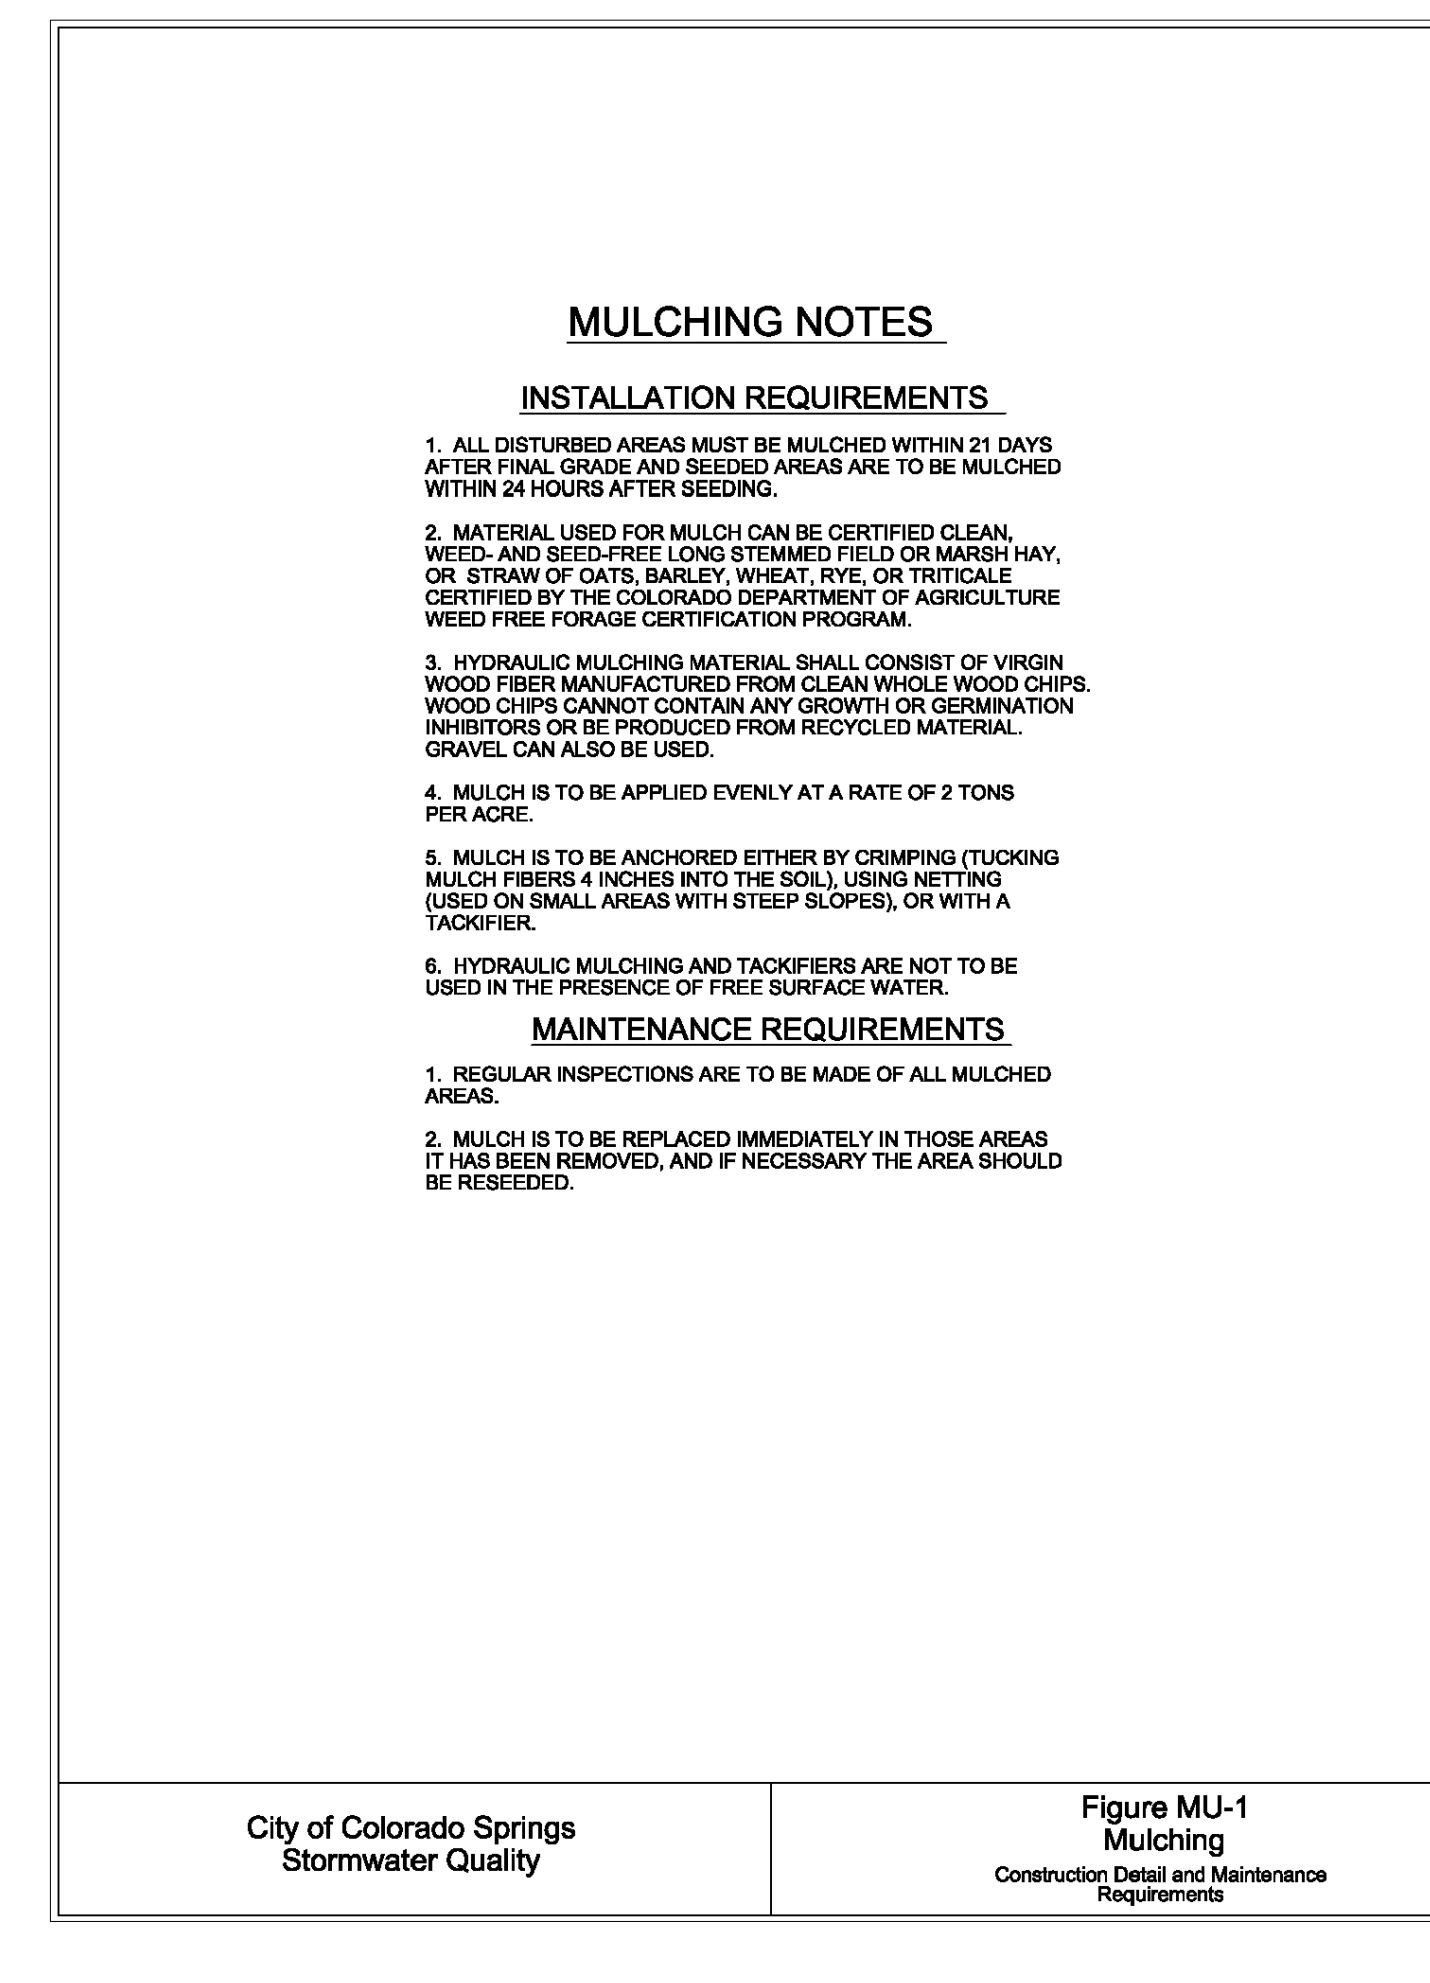 MULCHING NOTES
INSTALLATION REQUIREMENTS
1. ALL DISTURBED AREAS MUST BE MULCHED WITHIN 21 DAYS
AFTER FINAL GRADE AND SEEDED AREAS ARE TO BE MULCHED
WITHIN 24 HOURS AFTER SEEDING.
2. MATERIAL USED FOR MULCH CAN BE CERTIFIED CLEAN,
WEED- AND SEED-FREE LONG STEMMED FIELD OR MARSH HAY,
OR STRAW OF OATS, BARLEY, WHEAT, RYE, OR TRITICALE
CERTIFIED BY THE COLORADO DEPARTMENT OF AGRICULTURE
WEED FREE FORAGE CERTIFICATION PROGRAM.
3. HYDRAULIC MULCHING MATERIAL SHALL CONSIST OF VIRGIN
WOOD FIBER MANUFACTURED FROM CLEAN WHOLE WOOD CHIPS.
WOOD CHIPS CANNOT CONTAIN ANY GROWTH OR GERMINATION
INHIBITORS OR BE PRODUCED FROM RECYCLED MATERIAL.
GRAVEL CAN ALSO BE USED.
4. MULCH IS TO BE APPLIED EVENLY AT A RATE OF 2 TONS
PER ACRE.
5. MULCH IS TO BE ANCHORED EITHER BY CRIMPING (TUCKING
MULCH FIBERS 4 INCHES INTO THE SOIL), USING NETTING
(USED ON SMALL AREAS WITH STEEP SLOPES), OR WITH A
TACKIFIER.
6. HYDRAULIC MULCHING AND TACKIFIERS ARE NOT TO BE
USED IN THE PRESENCE OF FREE SURFACE WATER.
MAINTENANCE REQUIREMENTS
1. REGULAR INSPECTIONS ARE TO BE MADE OF ALL MULCHED
AREAS.
2. MULCH IS TO BE REPLACED IMMEDIATELY IN THOSE AREAS
IT HAS BEEN REMOVED, AND IF NECESSARY THE AREA SHOULD
BE RESEEDED.
City of Colorado Springs
Stormwater Quality
Figure MU-1
Mulching
Construction Detail and Maintenance
Requirements